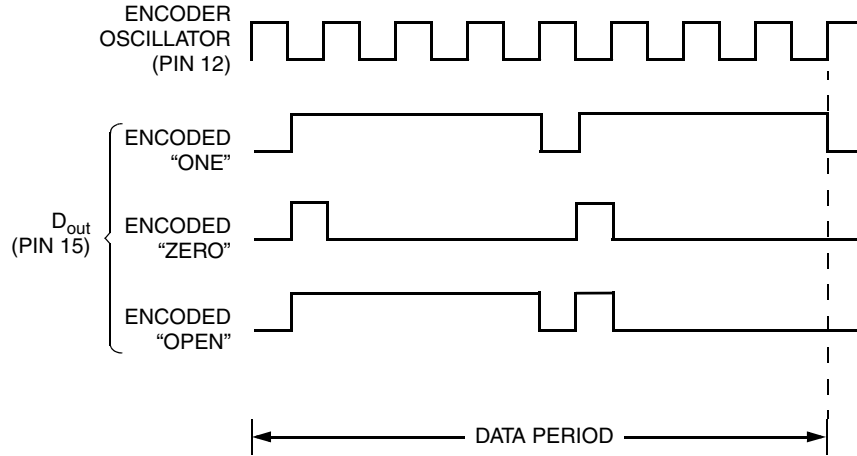 ENCODER
OSCILLATOR
(PIN 12)
ENCODED
“ONE”
Dout
(PIN 15)
ENCODED
“ZERO”
ENCODED
“OPEN”
DATA PERIOD